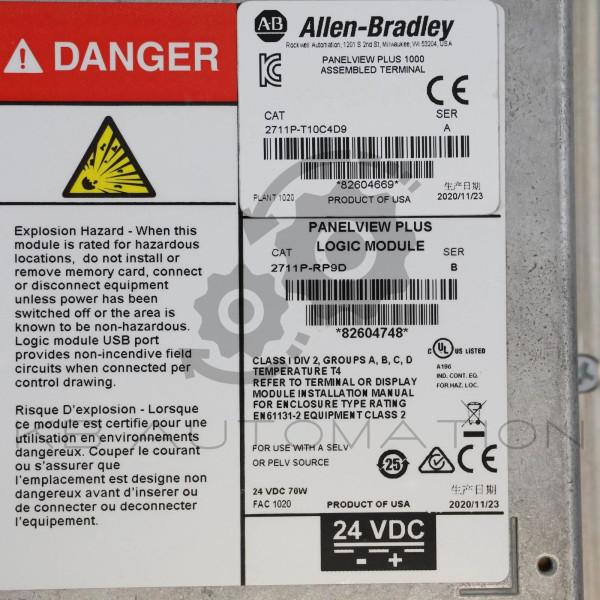 DANGER
Explosion Hazard - When this
module is rated for hazardous
locations, do not install or
remove memory card, connect
or disconnect equipment
unless power has been
switched off or the area is
known to be non-hazardous.
Logic module USB port
provides non-incendive field
circuits when connected per
control drawing.
Risque D'explosion - Lorsque
ce module est certifie pour une
utilisation en environnements
dangereux. Couper le courant
ou s'assurer que
l'emplacement est designe non
dangereux avant d'inserer ou
de connecter ou deconnecter
l'equipement.
AB Allen-Bradley
Rockwell Automation, 1201 S 2nd St, Milwaukee, WI 53204, USA
PANELVIEW PLUS 1000
ASSEMBLED TERMINAL
CE
CAT SER
2711P-T10C4D9 A
*82604669*
生产日期
PLANT 1020 PRODUCT OF USA 2020/11/23
PANELVIEW PLUS
LOGIC MODULE
CAT SER
2711P-RP9D B
*82604748*
CLASS I DIV 2, GROUPS A, B, C, D
TEMPERATURE T4
REFER TO TERMINAL OR DISPLAY
MODULE INSTALLATION MANUAL
FOR ENCLOSURE TYPE RATING
EN61131-2 EQUIPMENT CLASS 2
C UL US LISTED
A196
IND. CONT. EQ.
FOR HAZ. LOC.
FOR USE WITH A SELV
OR PELV SOURCE
25
CE
24 VDC 70W
生产日期
FAC 1020 PRODUCT OF USA 2020/11/23
24 VDC
- +
AUTOMATION